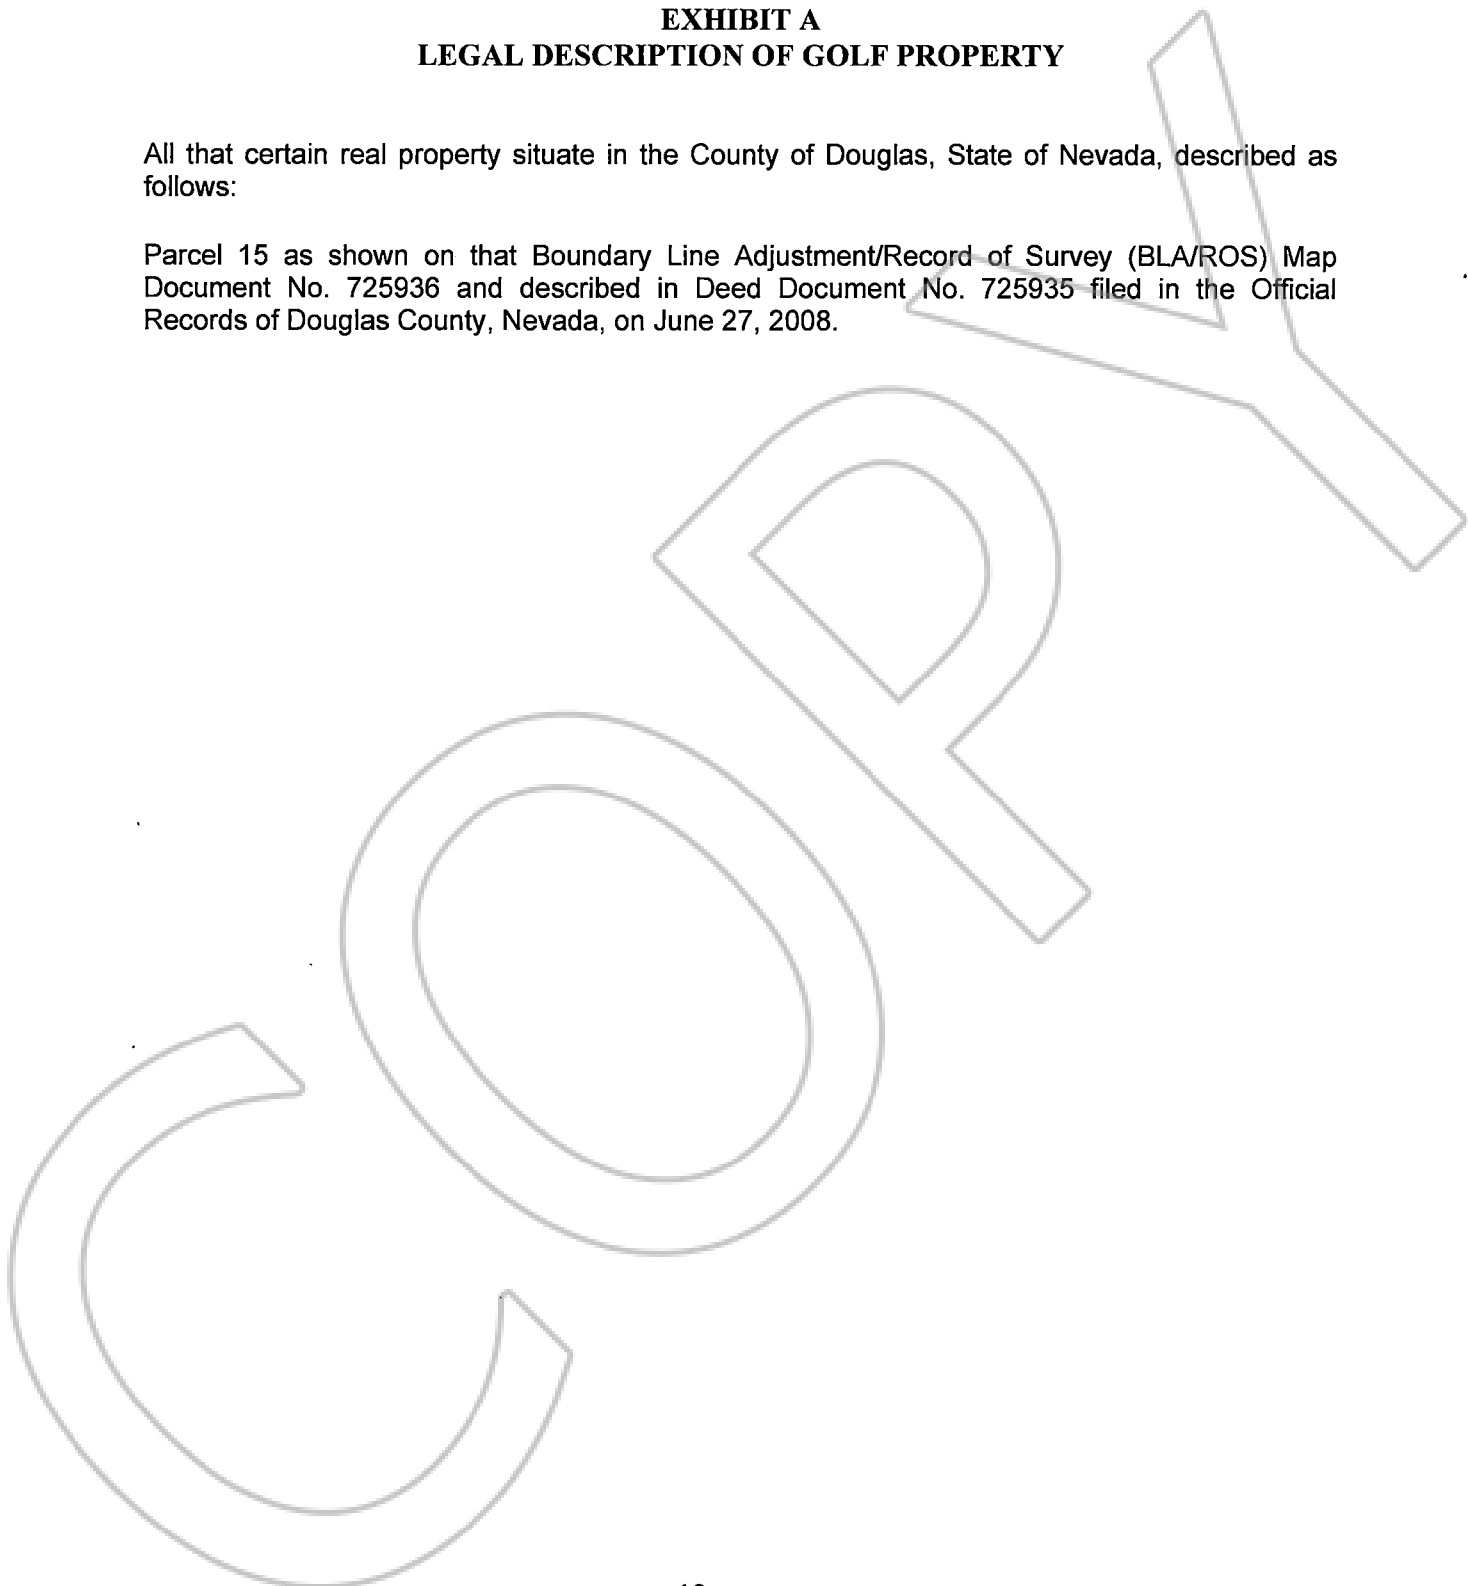 EXHIBIT A
LEGAL DESCRIPTION OF GOLF PROPERTY
All that certain real property situate in the County of Douglas, State of Nevada, described as
follows:
Parcel 15 as shown on that Boundary Line Adjustment/Record of Survey (BLA/ROS) Map
Document No. 725936 and described in Deed Document No. 725935 filed in the Official
Records of Douglas County, Nevada, on June 27, 2008.
COPY